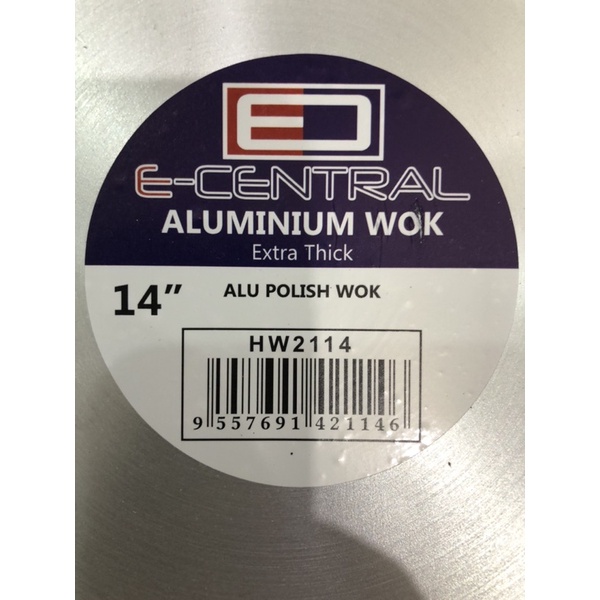 E-CENTRAL
ALUMINIUM WOK
Extra Thick
14"
ALU POLISH WOK
HW2114
9 557691 421146